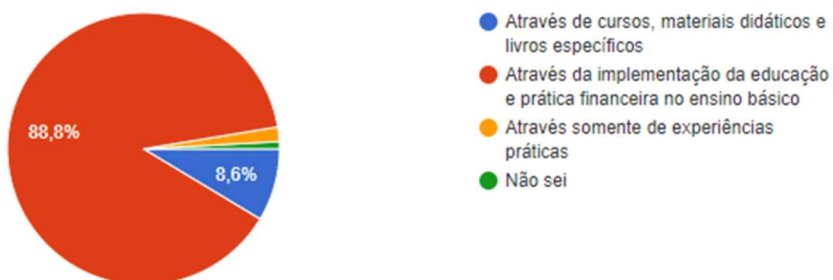 88,8%
8,6%
Através de cursos, materiais didáticos e
livros específicos
Através da implementação da educação
e prática financeira no ensino básico
Através somente de experiências
práticas
Não sei